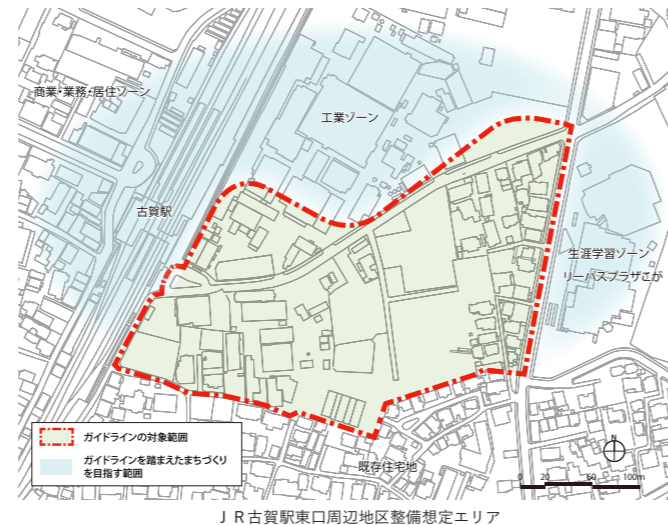 商業・業務・居住ゾーン
工業ゾーン
古賀駅
生涯学習ゾーン
リーパスプラザこが
ガイドラインの対象範囲
ガイドラインを踏まえたまちづくり
を目指す範囲
既存住宅地
N
0 20 50 100m
JR古賀駅東口周辺地区整備想定エリア